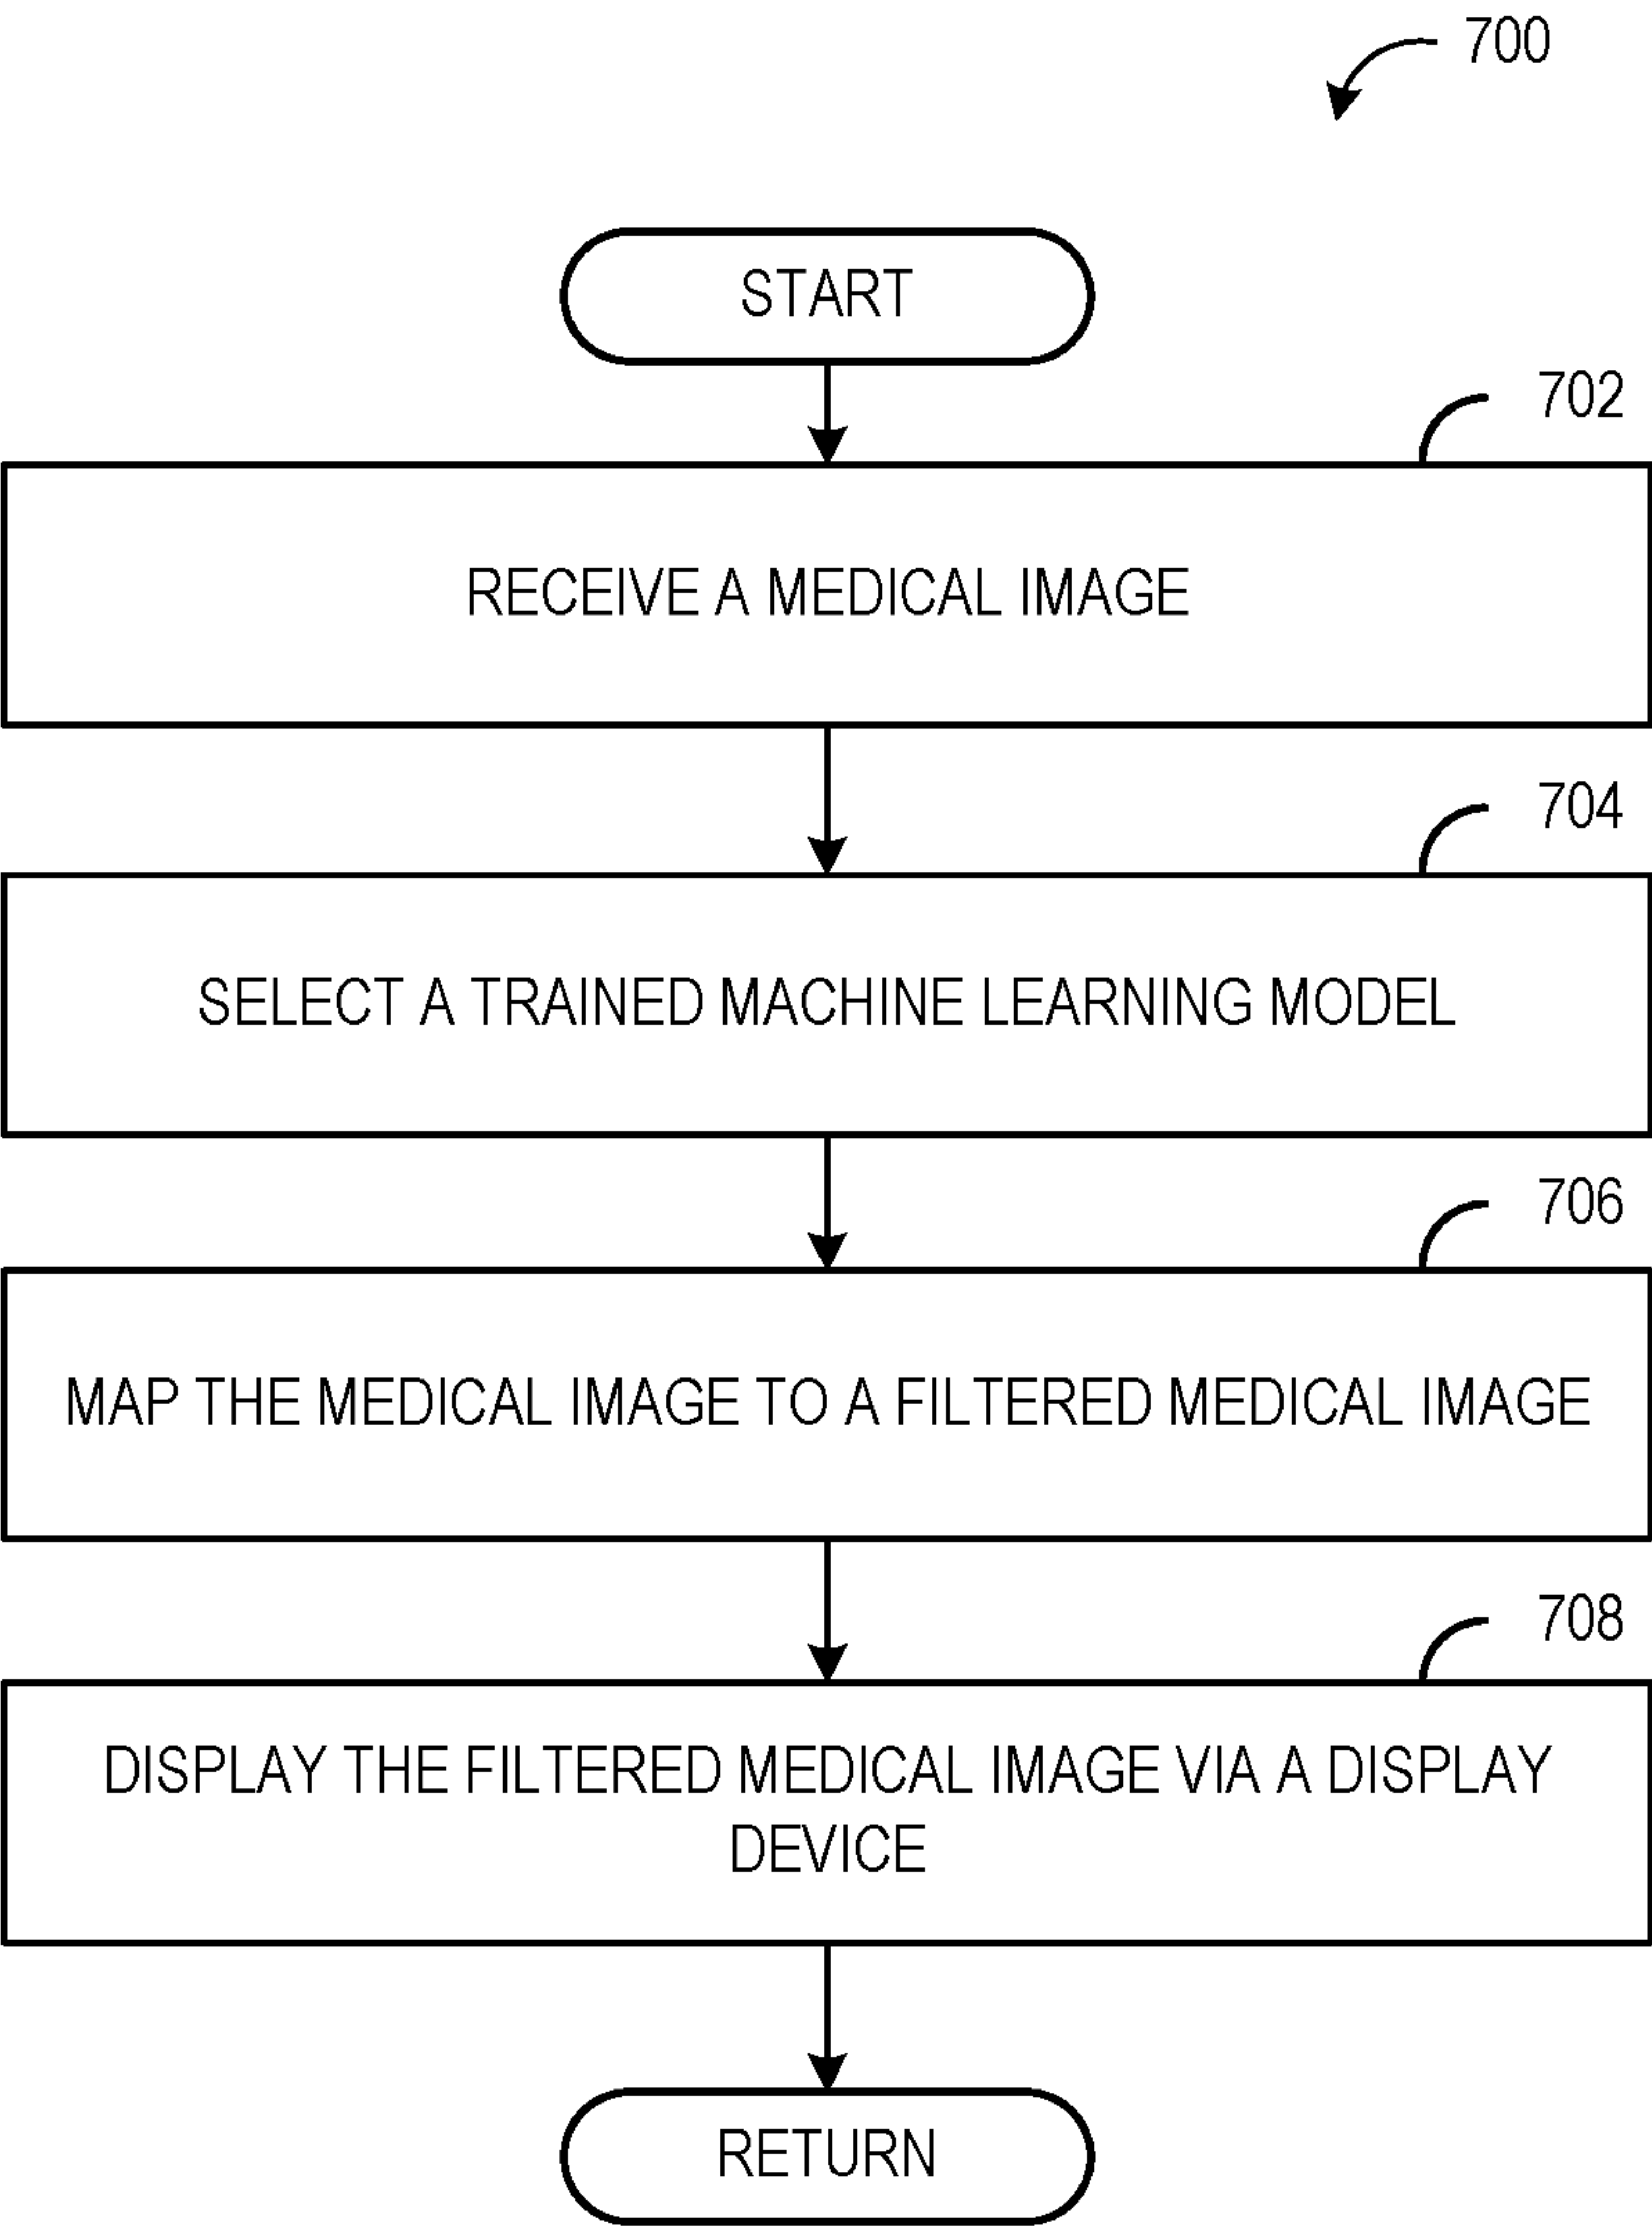 700
START
702
RECEIVE A MEDICAL IMAGE
704
SELECT A TRAINED MACHINE LEARNING MODEL
706
MAP THE MEDICAL IMAGE TO A FILTERED MEDICAL IMAGE
708
DISPLAY THE FILTERED MEDICAL IMAGE VIA A DISPLAY
DEVICE
RETURN